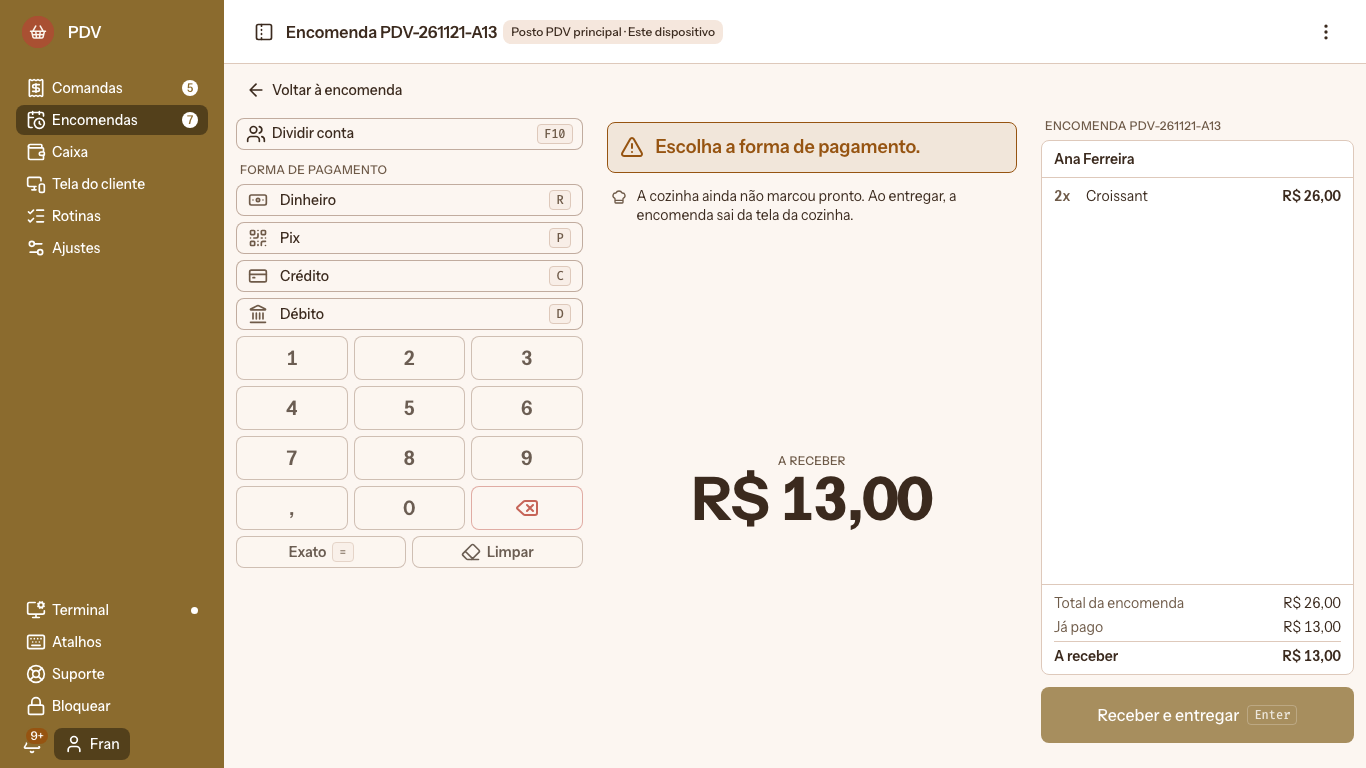 PDV
Comandas 5
Encomendas 7
Caixa
Tela do cliente
Rotinas
Ajustes
Terminal
Atalhos
Suporte
Bloquear
9+
Fran
Encomenda PDV-261121-A13
Posto PDV principal · Este dispositivo
Voltar à encomenda
Dividir conta F10
FORMA DE PAGAMENTO
Dinheiro R
Pix P
Crédito C
Débito D
1 2 3
4 5 6
7 8 9
, 0
Exato =
Limpar
Escolha a forma de pagamento.
A cozinha ainda não marcou pronto. Ao entregar, a
encomenda sai da tela da cozinha.
A RECEBER
R$ 13,00
ENCOMENDA PDV-261121-A13
Ana Ferreira
2x Croissant R$ 26,00
Total da encomenda R$ 26,00
Já pago R$ 13,00
A receber R$ 13,00
Receber e entregar Enter